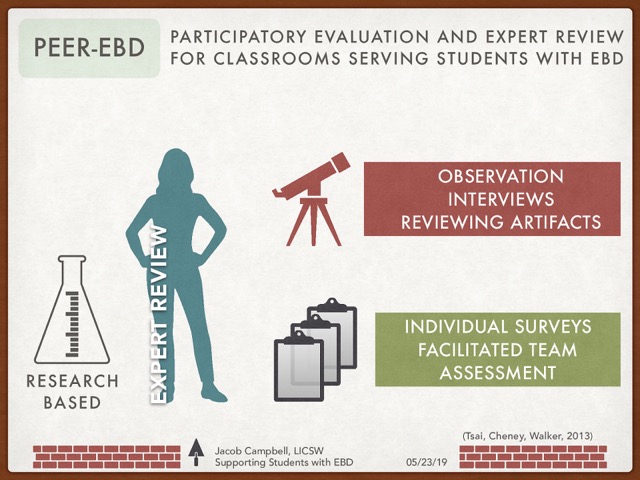 PEER-EBD
PARTICIPATORY EVALUATION AND EXPERT REVIEW
FOR CLASSROOMS SERVING STUDENTS WITH EBD
OBSERVATION
INTERVIEWS
REVIEWING ARTIFACTS
EXPERT REVIEW
RESEARCH
BASED
INDIVIDUAL SURVEYS
FACILITATED TEAM
ASSESSMENT
(Tsai, Cheney, Walker, 2013)
Jacob Campbell, LICSW
Supporting Students with EBD
05/23/19